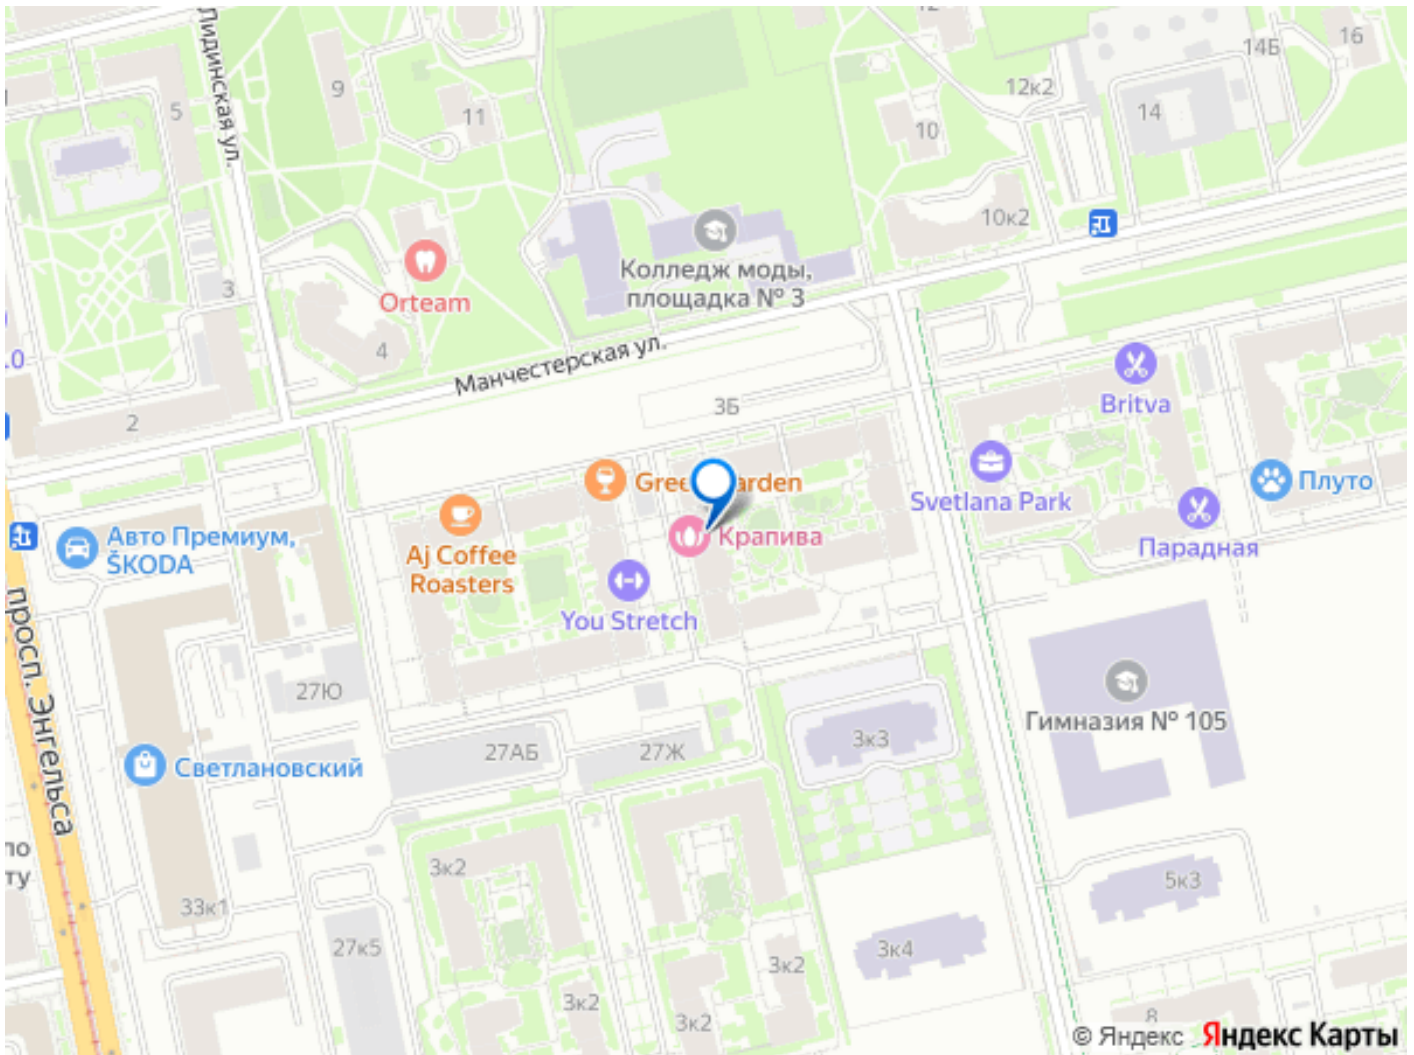 12
16
14Б
9
12к2
5
11
14
10
Лидинская ул.
10к2
Колледж моды,
площадка № 3
3
Orteam
4
Манчестерская ул.
2
3Б
Britva
Green Garden
Svetlana Park
Плуто
Авто Премиум,
ŠKODA
Aj Coffee
Roasters
Крапива
Парадная
You Stretch
просп. Энгельса
27Ю
Гимназия № 105
27АБ
27Ж
3к3
Светлановский
3к2
3к2
5к3
33к1
27к5
3к4
3к2
3к2
3к2
8
© Яндекс Яндекс Карты